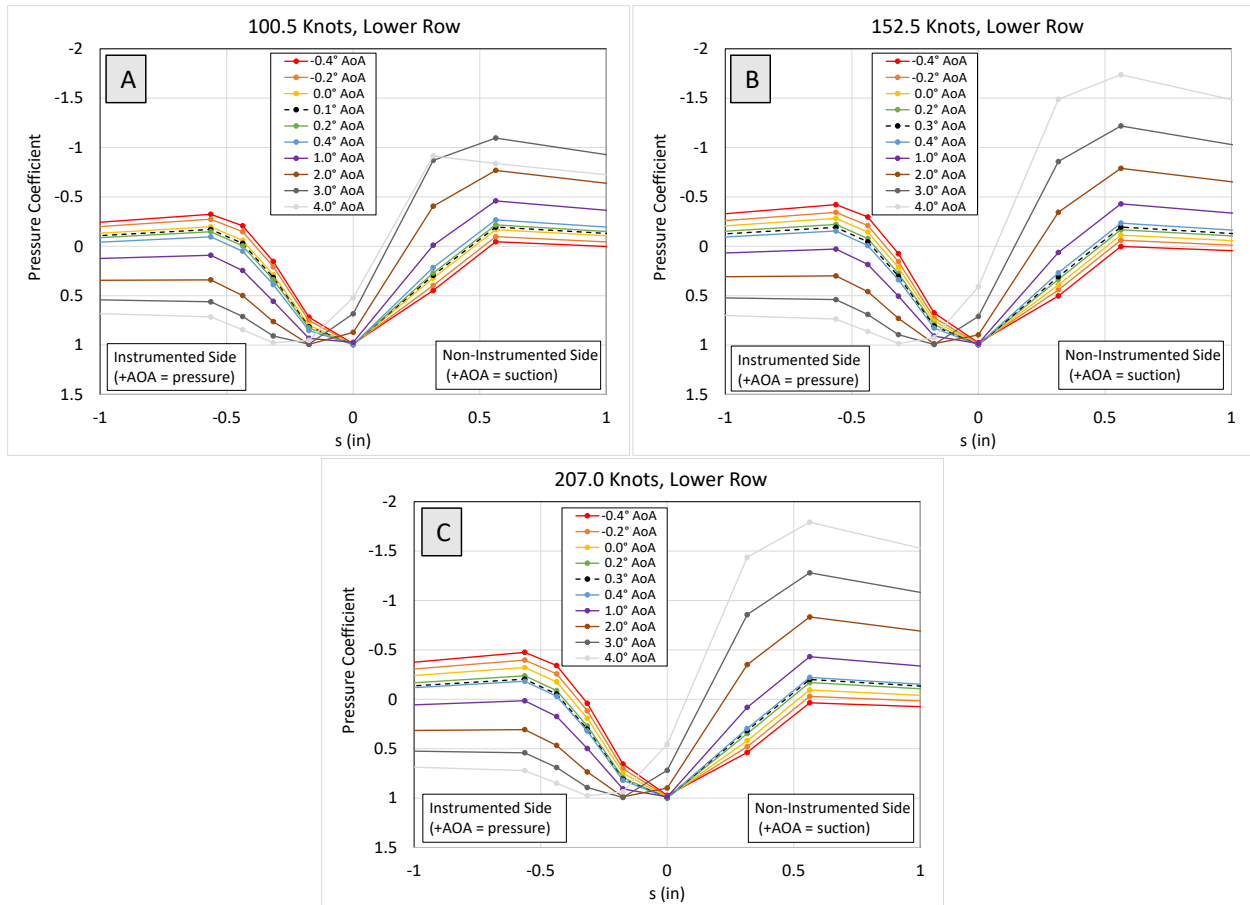 100.5 Knots, Lower Row
A
-2
-1.5
-1
-0.5
0
0.5
1
1.5
Pressure Coefficient
-0.4° AoA
-0.2° AoA
0.0° AoA
0.1° AoA
0.2° AoA
0.4° AoA
1.0° AoA
2.0° AoA
3.0° AoA
4.0° AoA
Instrumented Side
(+AOA = pressure)
Non-Instrumented Side
(+AOA = suction)
-1 -0.5 0 0.5 1
s (in)
152.5 Knots, Lower Row
B
-2
-1.5
-1
-0.5
0
0.5
1
1.5
Pressure Coefficient
-0.4° AoA
-0.2° AoA
0.0° AoA
0.2° AoA
0.3° AoA
0.4° AoA
1.0° AoA
2.0° AoA
3.0° AoA
4.0° AoA
Instrumented Side
(+AOA = pressure)
Non-Instrumented Side
(+AOA = suction)
-1 -0.5 0 0.5 1
s (in)
207.0 Knots, Lower Row
C
-2
-1.5
-1
-0.5
0
0.5
1
1.5
Pressure Coefficient
-0.4° AoA
-0.2° AoA
0.0° AoA
0.2° AoA
0.3° AoA
0.4° AoA
1.0° AoA
2.0° AoA
3.0° AoA
4.0° AoA
Instrumented Side
(+AOA = pressure)
Non-Instrumented Side
(+AOA = suction)
-1 -0.5 0 0.5 1
s (in)